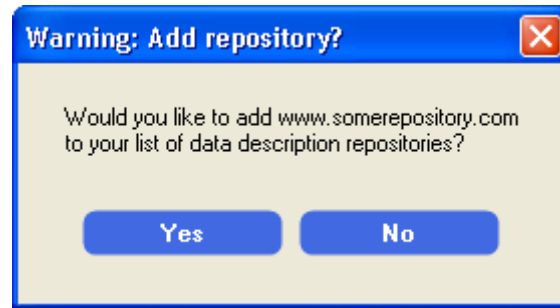 Warning: Add repository?
Would you like to add www.somerepository.com
to your list of data description repositories?
Yes
No